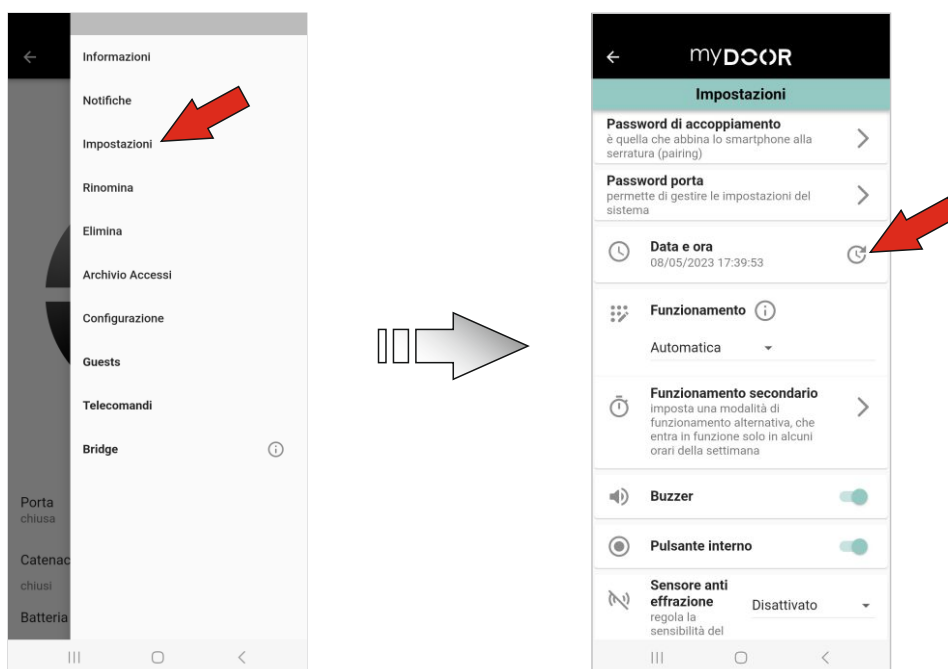 Informazioni
Notifiche
Impostazioni
Rinomina
Elimina
Archivio Accessi
Configurazione
Guests
Telecomandi
Bridge
Porta
chiusa
Catenac
chiusi
Batteria
myDOOR
Impostazioni
Password di accoppiamento
è quella che abbina lo smartphone alla
serratura (pairing)
Password porta
permette di gestire le impostazioni del
sistema
Data e ora
08/05/2023 17:39:53
Funzionamento
Automatica
Funzionamento secondario
imposta una modalità di
funzionamento alternativa, che
entra in funzione solo in alcuni
orari della settimana
Buzzer
Pulsante interno
Sensore anti
effrazione
Disattivato
regola la
sensibilità del